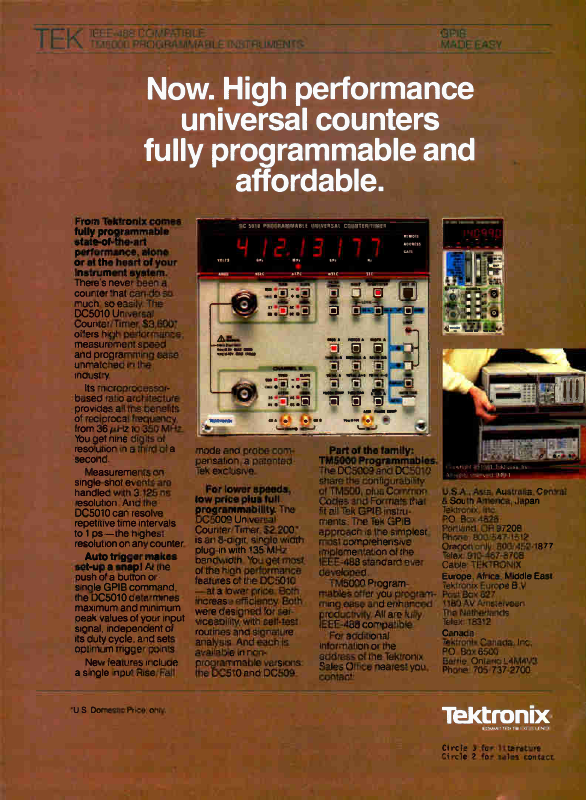 TEK IEEE-488 COMPATIBLE
TM5000 PROGRAMMABLE INSTRUMENTS
GPIB
MADE EASY
Now. High performance
universal counters
fully programmable and
affordable.
From Tektronix comes
fully programmable
state-of-the-art
performance, alone
or at the heart of your
instrument system.
There's never been a
counter that can do so
much, so easily. The
DC5010 Universal
Counter/Timer, $3,600*
offers high performance,
measurement speed
and programming ease
unmatched in the
industry.
Its microprocessor-
based ratio architecture
provides all the benefits
of reciprocal frequency,
from 36 µHz to 350 MHz.
You get nine digits of
resolution in a third of a
second.
Measurements on
single-shot events are
handled with 3.125 ns
resolution. And the
DC5010 can resolve
repetitive time intervals
to 1 ps — the highest
resolution on any counter.
Auto trigger makes
set-up a snap! At the
push of a button or
single GPIB command,
the DC5010 determines
maximum and minimum
peak values of your input
signal, independent of
its duty cycle, and sets
optimum trigger points.
New features include
a single input Rise/Fall
DC 5010 PROGRAMMABLE UNIVERSAL COUNTER/TIMER
412.13177
REMOTE
ADDRESS
GATE
CHANNEL B
Tektronix
mode and probe com-
pensation, a patented
Tek exclusive.
For lower speeds,
low price plus full
programmability. The
DC5009 Universal
Counter/Timer, $2,200*
is an 8-digit, single width
plug-in with 135 MHz
bandwidth. You get most
of the high performance
features of the DC5010
— at a lower price. Both
increase efficiency. Both
were designed for ser-
viceability, with self-test
routines and signature
analysis. And each is
available in non-
programmable versions:
the DC510 and DC509.
Part of the family:
TM5000 Programmables.
The DC5009 and DC5010
share the configurability
of TM500, plus Common
Codes and Formats that
fit all Tek GPIB instru-
ments. The Tek GPIB
approach is the simplest,
most comprehensive
implementation of the
IEEE-488 standard ever
developed.
TM5000 Program-
mables offer you program-
ming ease and enhanced
productivity. All are fully
IEEE-488 compatible.
For additional
information or the
address of the Tektronix
Sales Office nearest you,
contact:
U.S.A., Asia, Australia, Central
& South America, Japan
Tektronix, Inc.
P.O. Box 4828
Portland, OR 97208
Phone: 800/547-1512
Oregon only: 800/452-1877
Telex: 910-467-8708
Cable: TEKTRONIX
Europe, Africa, Middle East
Tektronix Europe B.V.
Post Box 827
1180 AV Amstelveen
The Netherlands
Telex: 18312
Canada
Tektronix Canada, Inc.
P.O. Box 6500
Barrie, Ontario L4M4V3
Phone: 705/737-2700
*U.S. Domestic Price, only.
Tektronix
COMMITTED TO EXCELLENCE
Circle 3 for literature
Circle 2 for sales contact